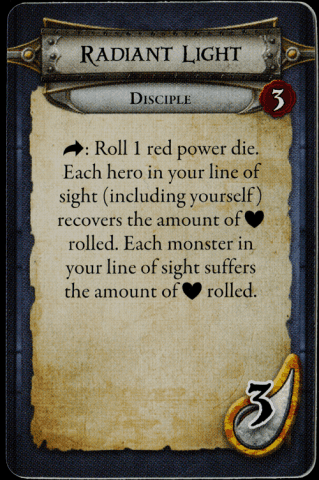 RADIANT LIGHT
DISCIPLE
3
: Roll 1 red power die.
Each hero in your line of
sight (including yourself)
recovers the amount of ♥
rolled. Each monster in
your line of sight suffers
the amount of ♥ rolled.
3